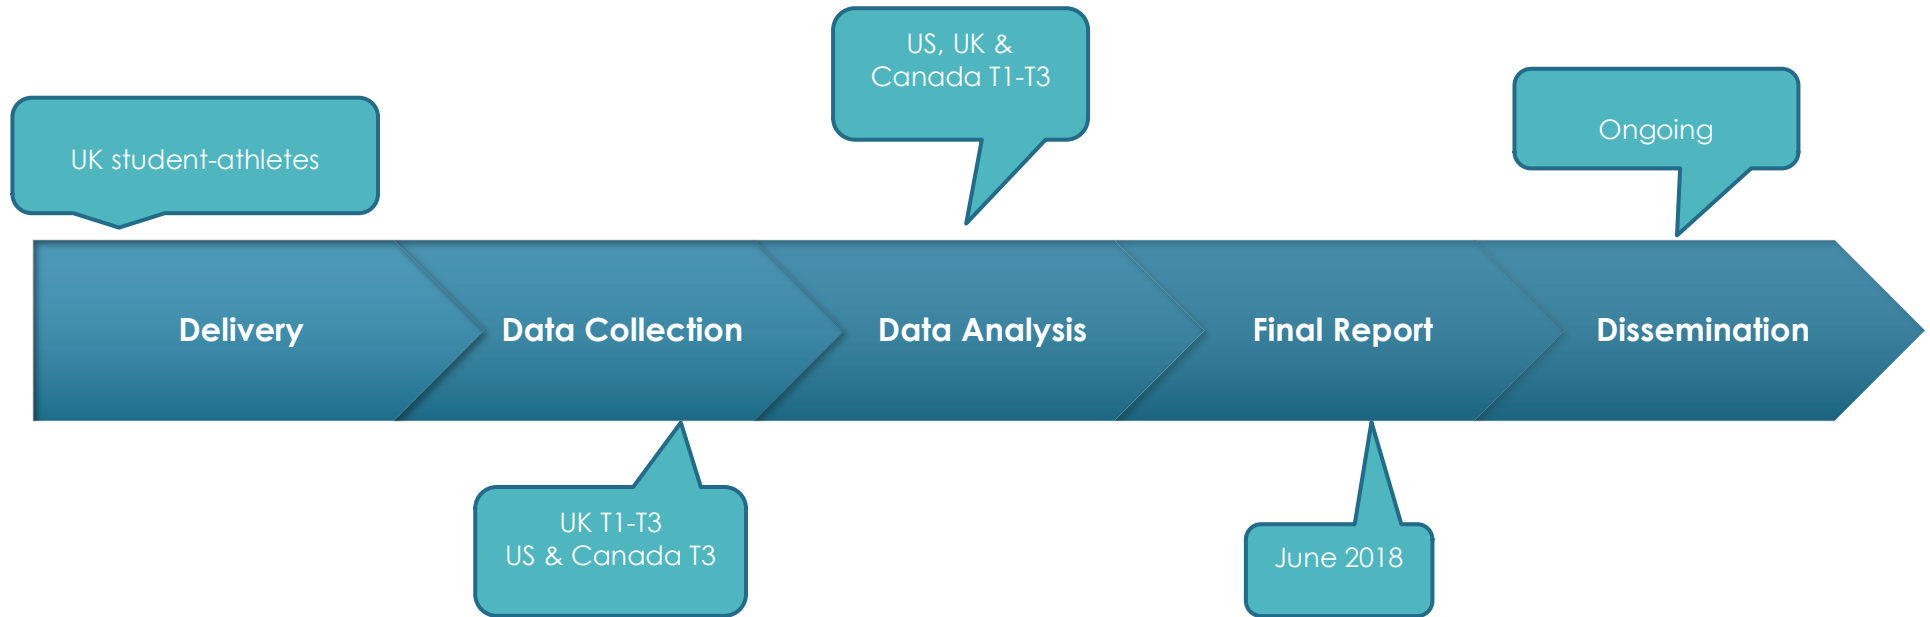 US, UK &
Canada T1-T3
Ongoing
UK student-athletes
Delivery
Data Collection
Data Analysis
Final Report
Dissemination
UK T1-T3
US & Canada T3
June 2018